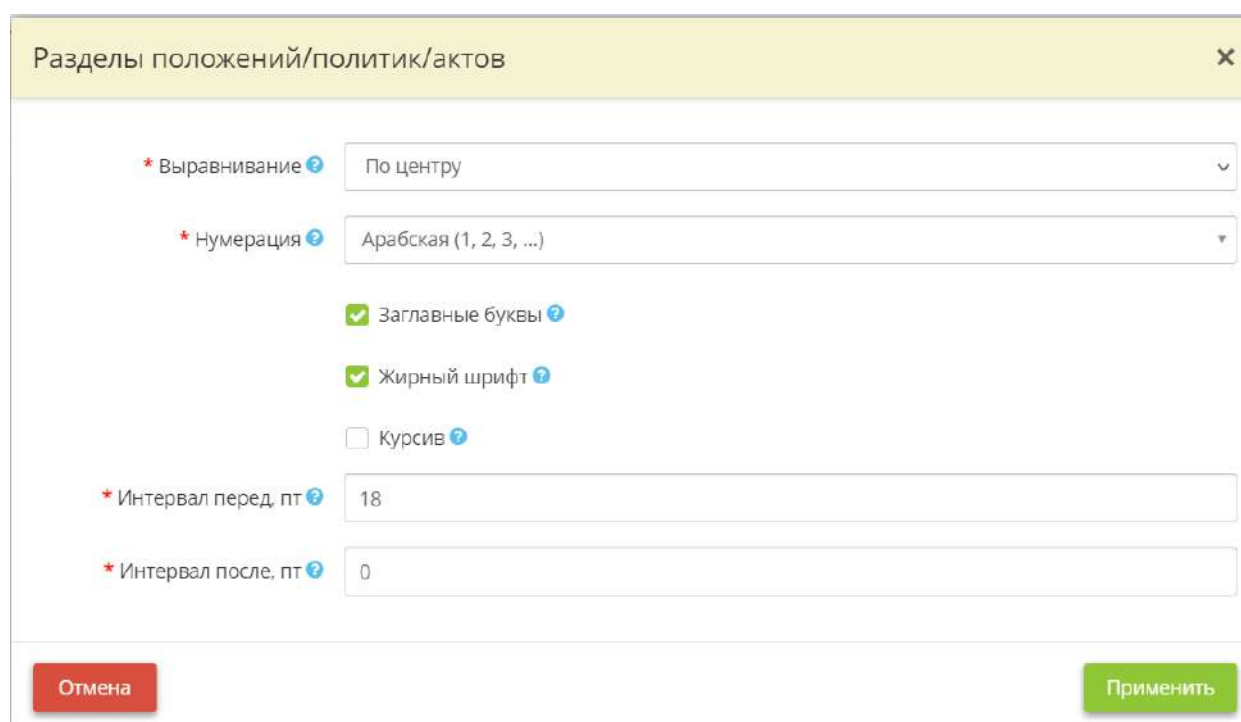 Разделы положений/политик/актов
* Выравнивание По центру
* Нумерация Арабская (1, 2, 3, ...)
Заглавные буквы
Жирный шрифт
Курсив
* Интервал перед, пт 18
* Интервал после, пт 0
Отмена Применить